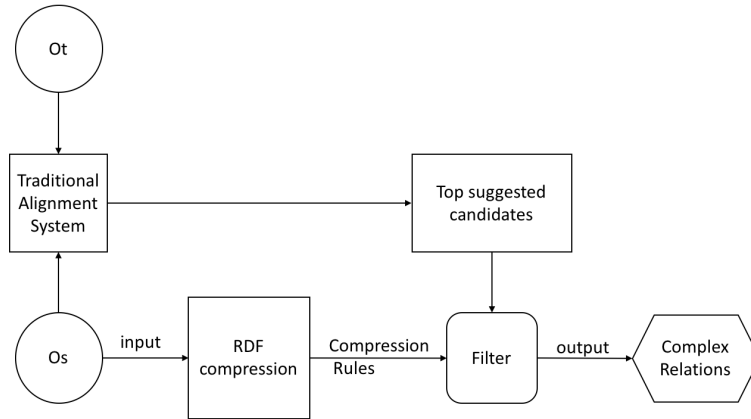 Ot
Traditional
Alignment
System
Top suggested
candidates
Os
input
RDF
compression
Compression
Rules
Filter
output
Complex
Relations